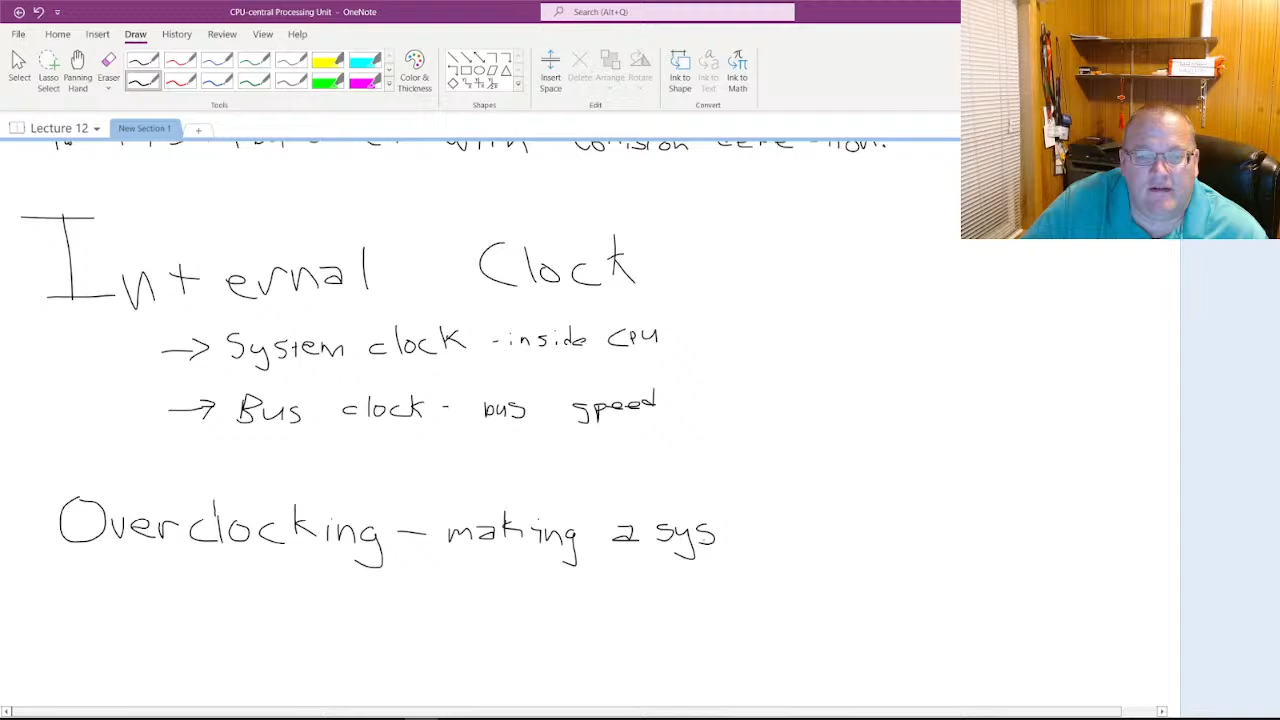 CPU-central Processing Unit - OneNote
Search (Alt+Q)
File Home Insert Draw History Review View Help
Select Lasso Select Panning Hand Eraser
Thickness
Shapes
Insert Space Delete Arrange Rotate
Ink to Shape Ink to Text Ink to Math
Tools Shapes Edit Convert
Lecture 12 New Section 1 +
with
Internal Clock
→ System clock - inside CPU
→ Bus clock - bus speed
Overclocking – making a sys